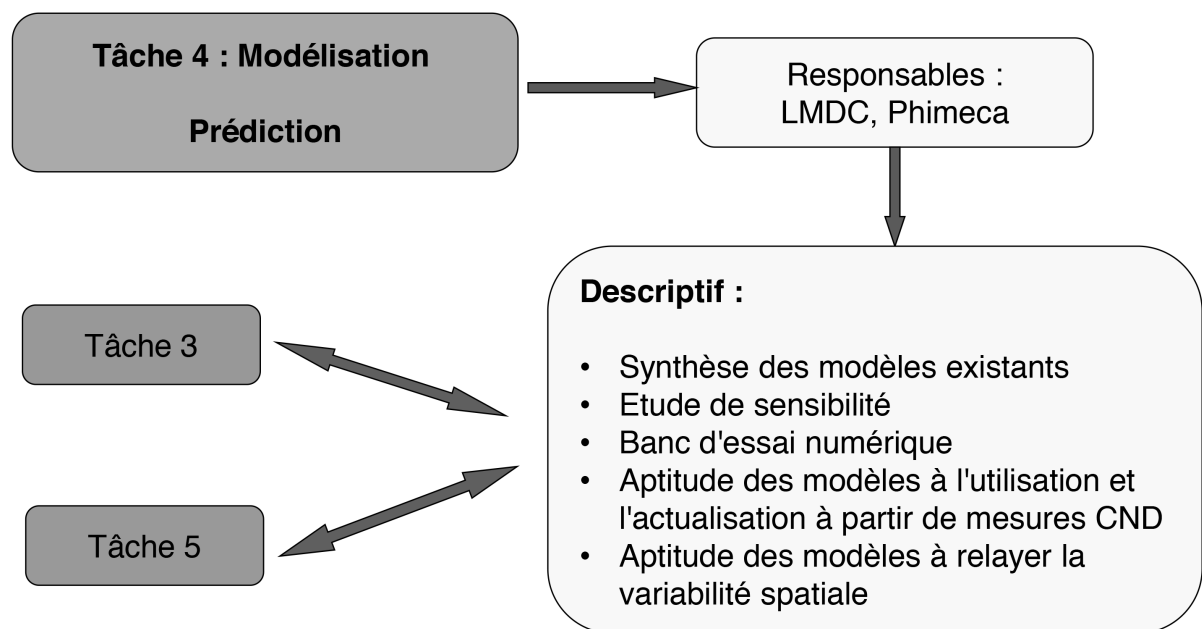 Tâche 4 : Modélisation
Prédiction
Responsables :
LMDC, Phimeca
Descriptif :
• Synthèse des modèles existants
• Etude de sensibilité
• Banc d'essai numérique
• Aptitude des modèles à l'utilisation et
l'actualisation à partir de mesures CND
• Aptitude des modèles à relayer la
variabilité spatiale
Tâche 3
Tâche 5